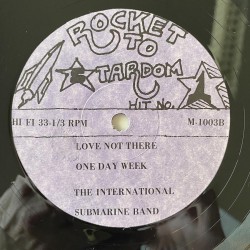 ROCKET
TO
STARDOM
HIT NO.
HI FI 33-1/3 RPM M-1003B
LOVE NOT THERE
ONE DAY WEEK
THE INTERNATIONAL
SUBMARINE BAND